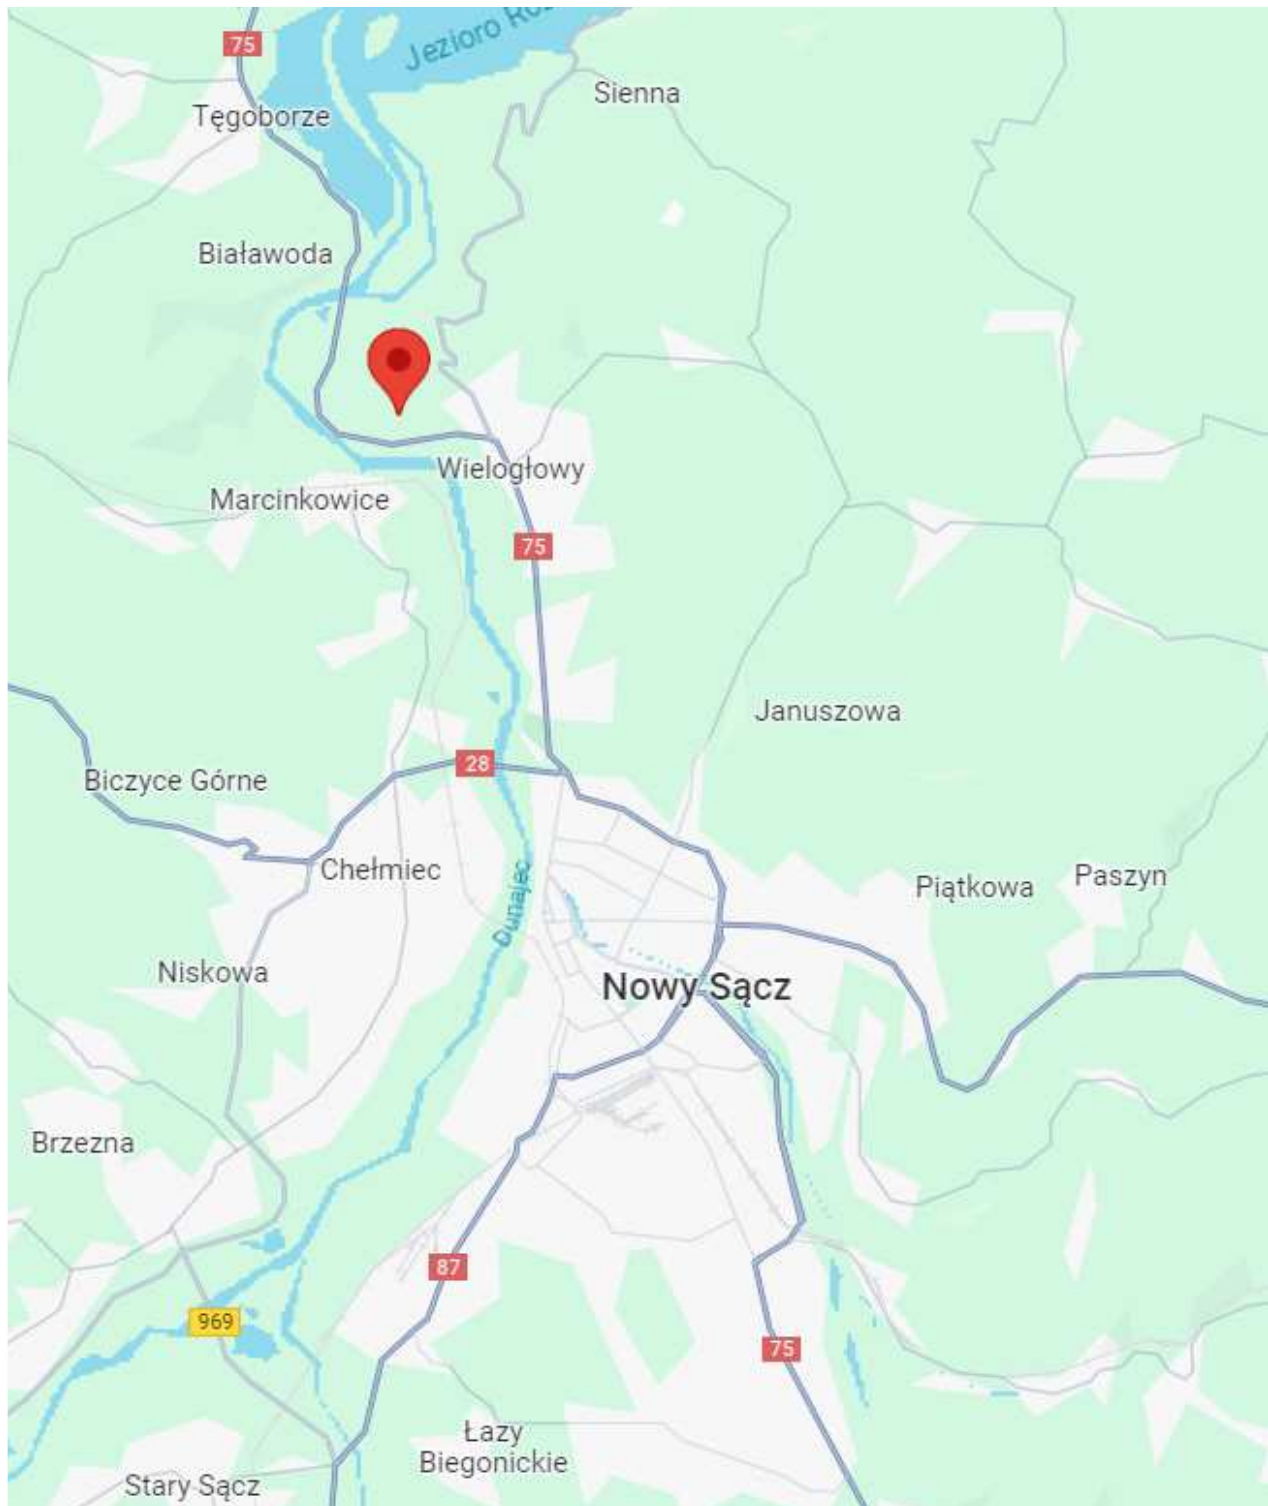 75
Jezioro Roż
Sienna
Tęgoborze
Białawoda
Wielogłowy
Marcinkowice
75
Januszowa
28
Biczyce Górne
Chełmiec
Dunajec
Piątkowa
Paszyn
Niskowa
Nowy Sącz
Brzezna
87
969
75
Łazy
Biegonickie
Stary Sącz